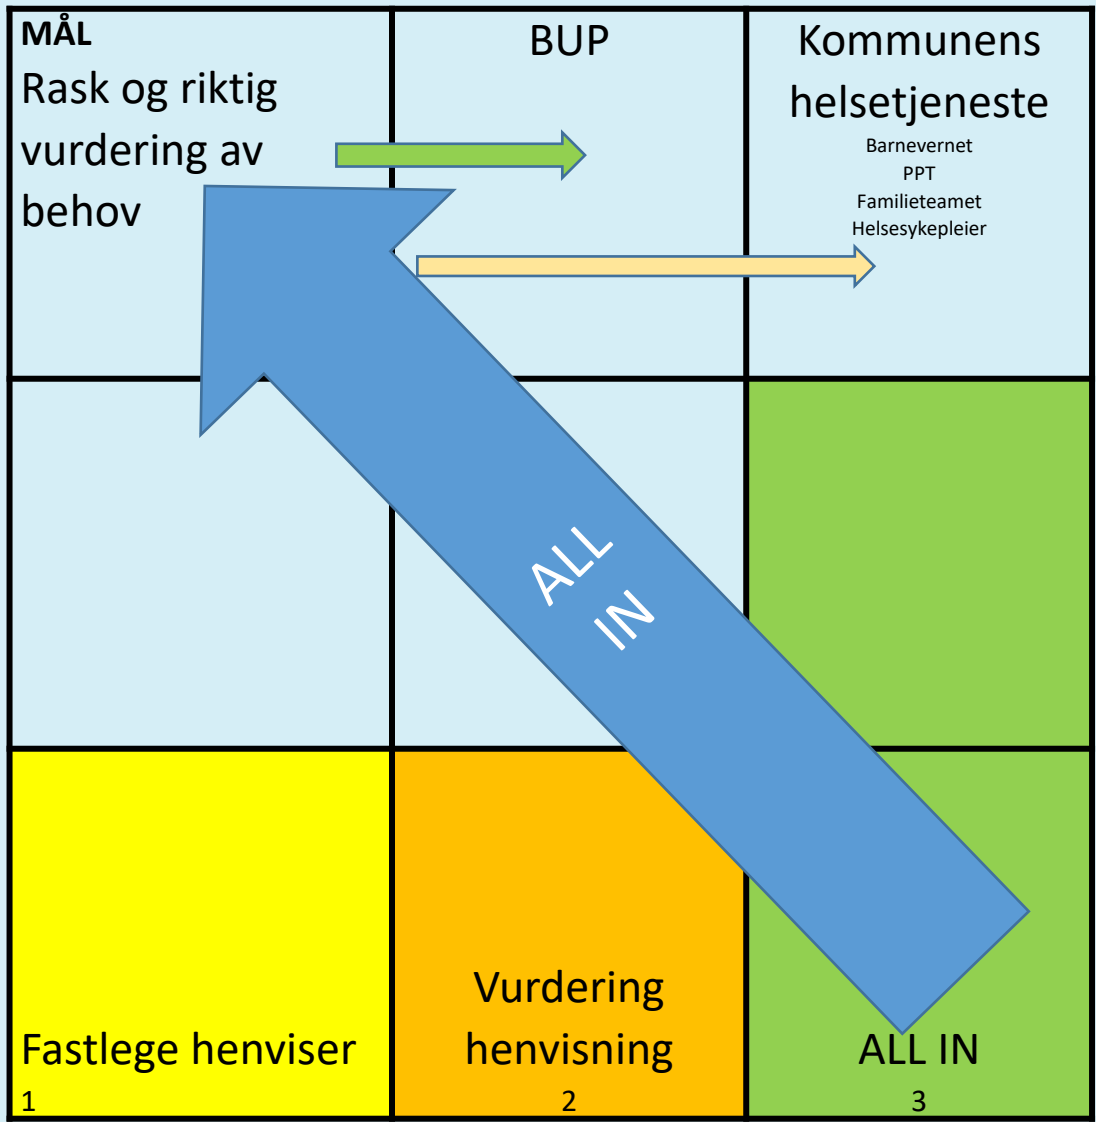 MÅL
Rask og riktig
vurdering av
behov
BUP
Kommunens
helsetjeneste
Barnevernet
PPT
Familieteamet
Helsesykepleier
ALL
IN
Fastlege henviser
1
Vurdering
henvisning
2
ALL IN
3